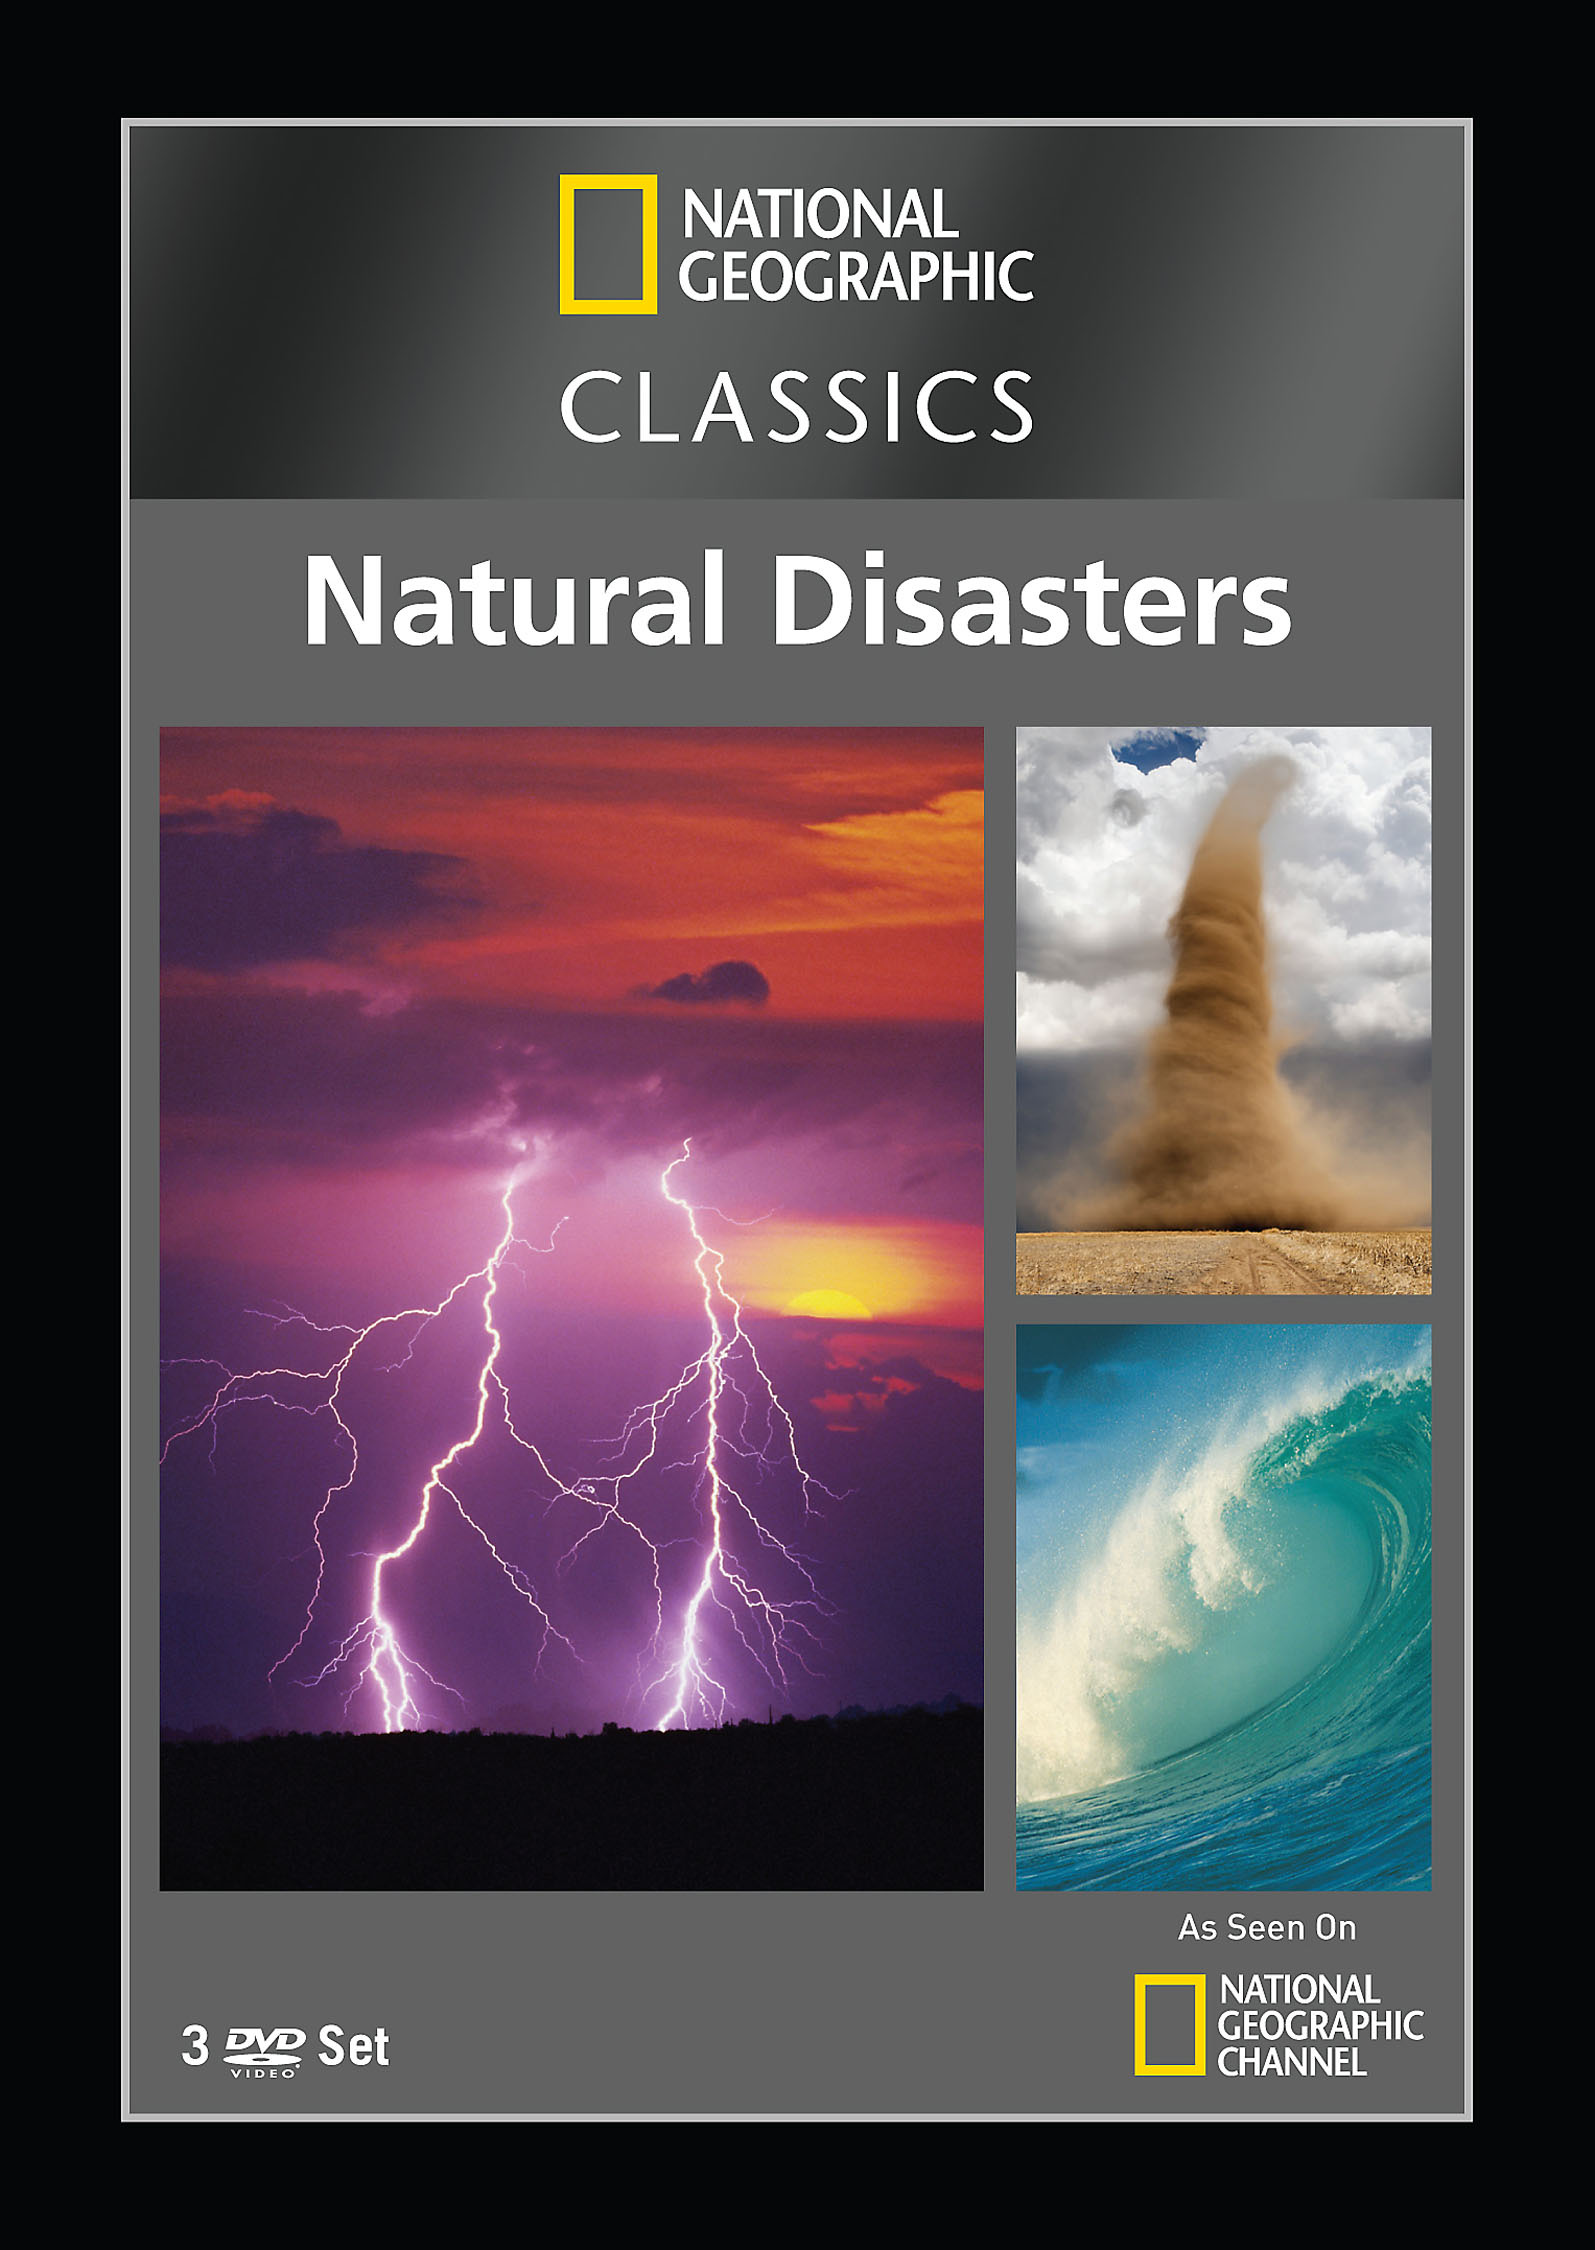 NATIONAL
GEOGRAPHIC
CLASSICS
Natural Disasters
As Seen On
NATIONAL
GEOGRAPHIC
CHANNEL
3 DVD VIDEO Set